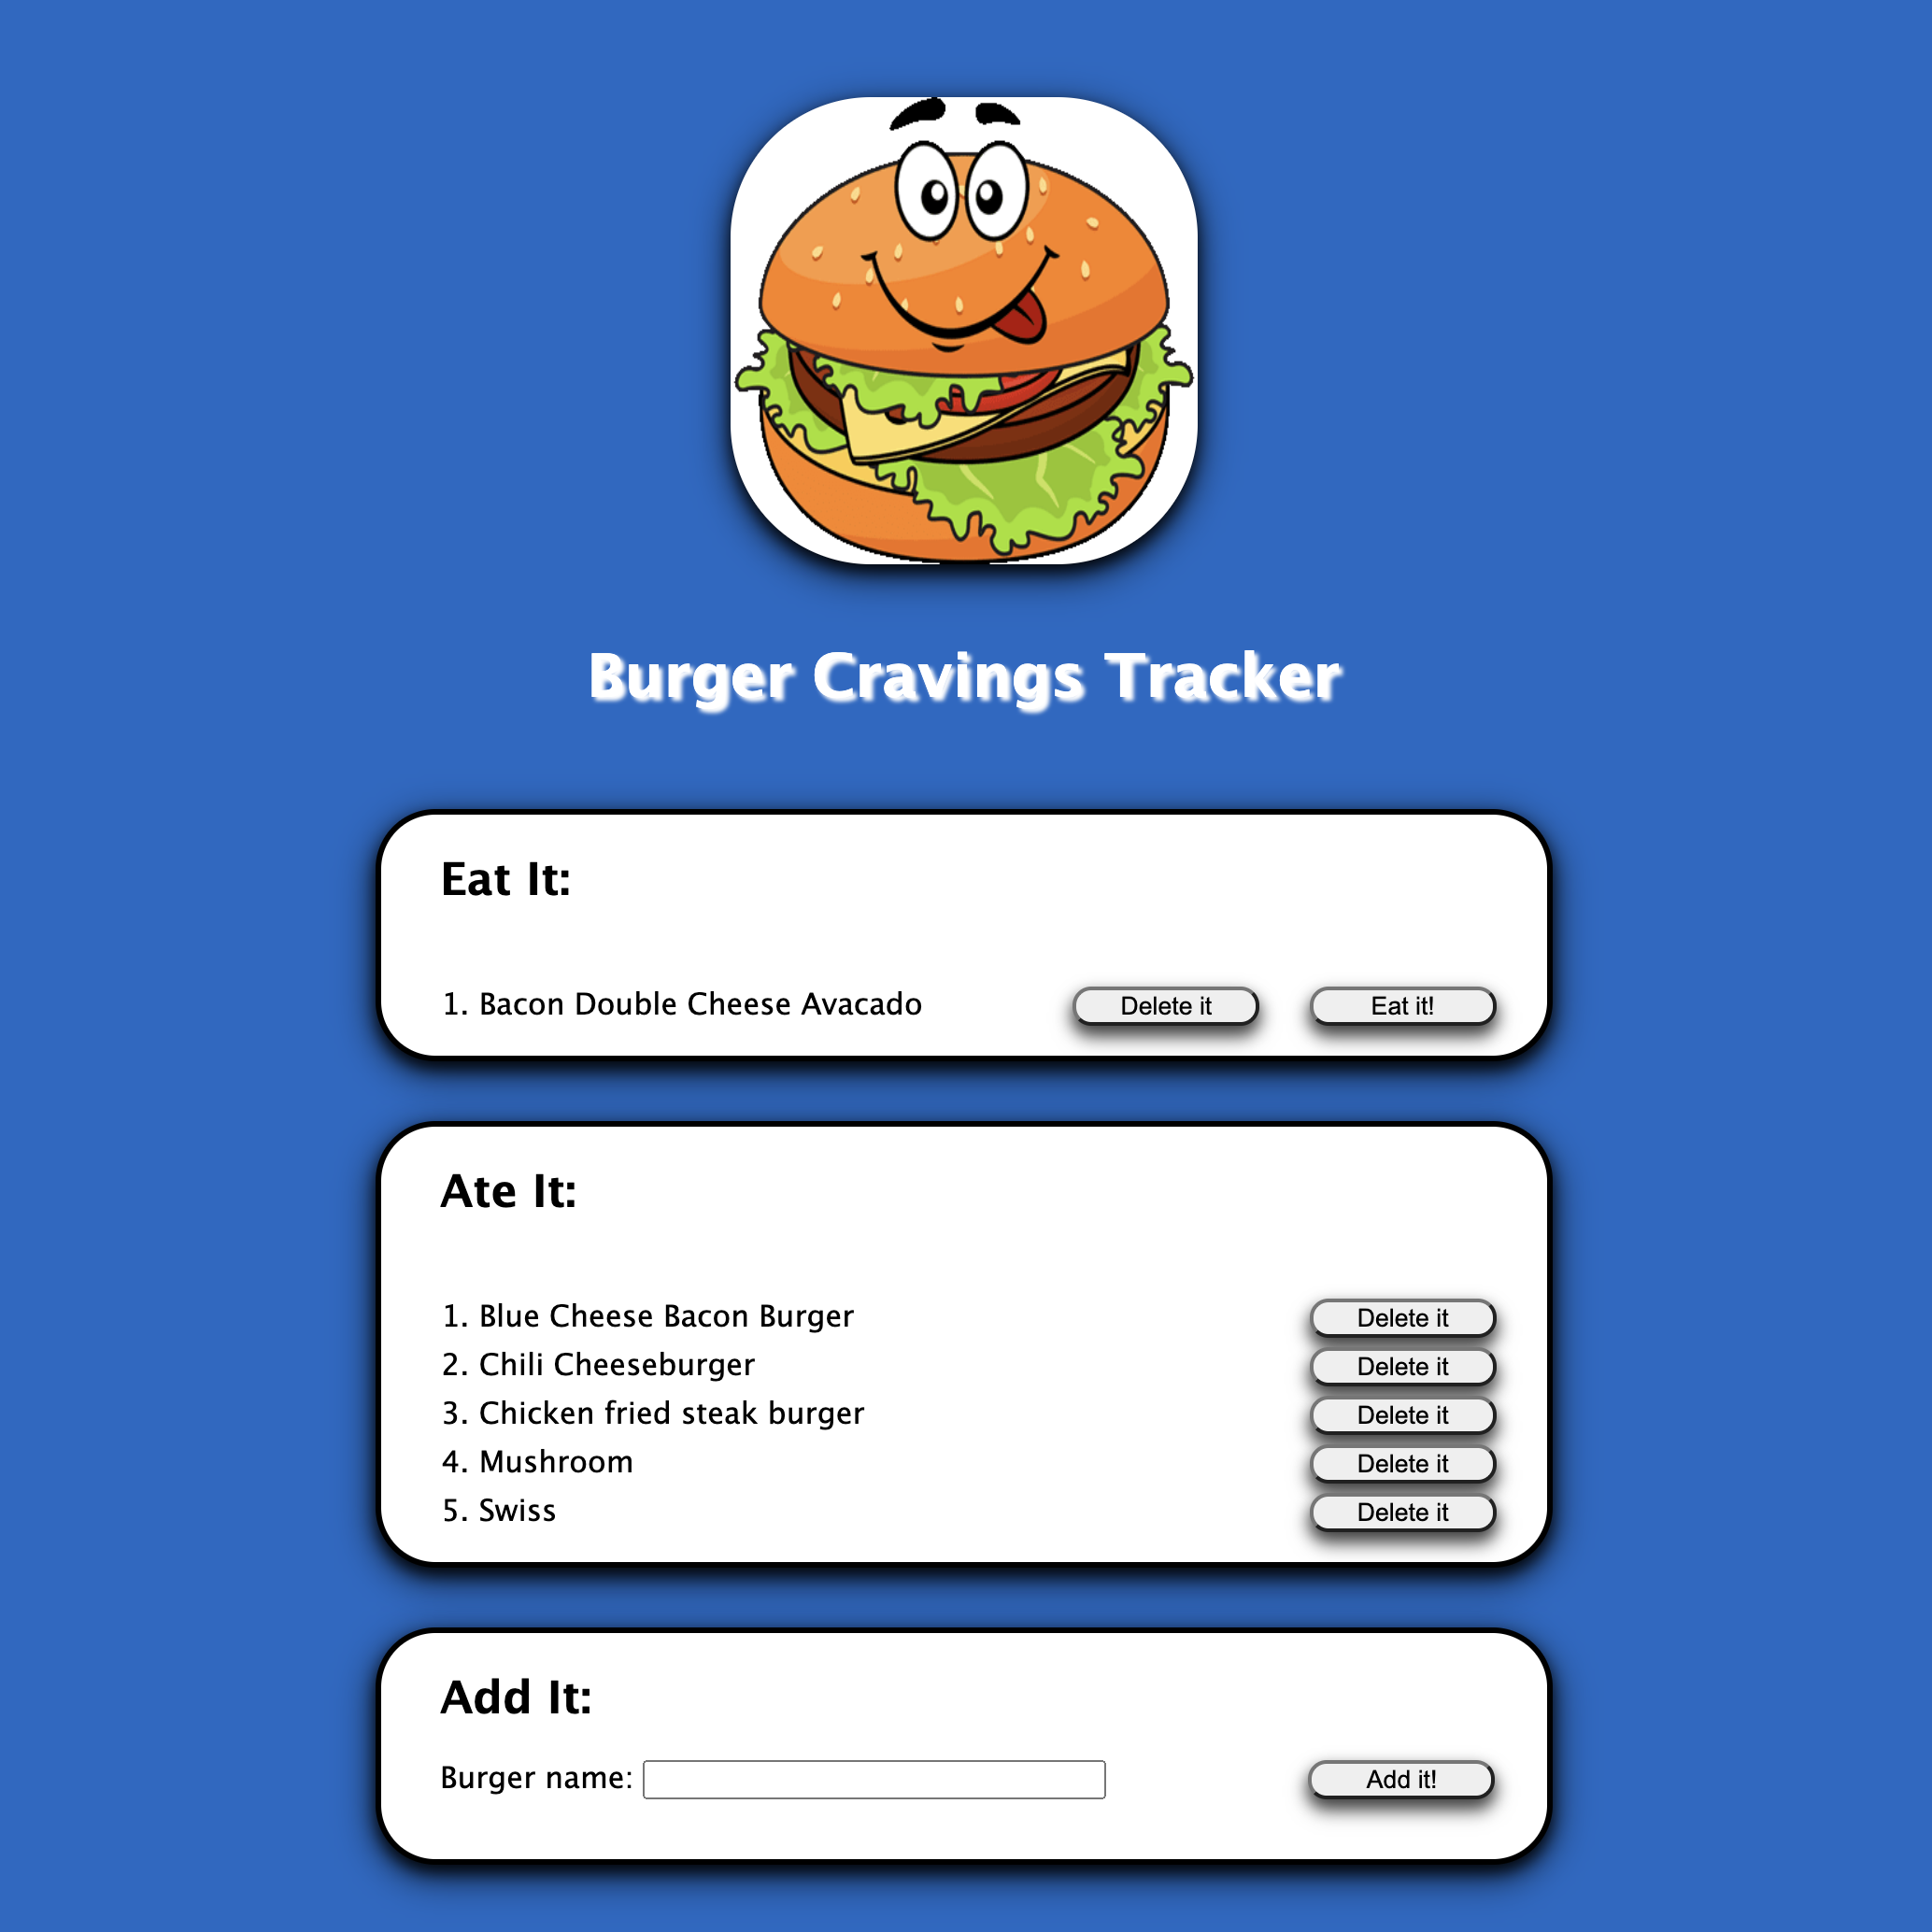 Burger Cravings Tracker
Eat It:
1. Bacon Double Cheese Avacado Delete it Eat it!
Ate It:
1. Blue Cheese Bacon Burger Delete it
2. Chili Cheeseburger Delete it
3. Chicken fried steak burger Delete it
4. Mushroom Delete it
5. Swiss Delete it
Add It:
Burger name: Add it!